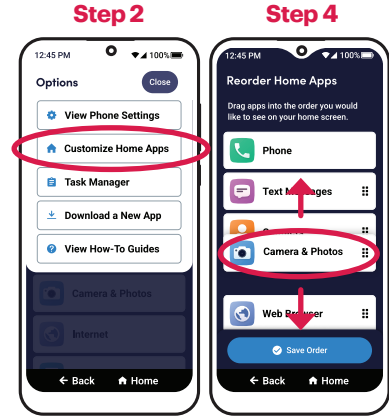 Step 2
Step 4
12:45 PM
100%
Options
Close
View Phone Settings
Customize Home Apps
Task Manager
Download a New App
View How-To Guides
Camera & Photos
Internet
Back
Home
12:45 PM
100%
Reorder Home Apps
Drag apps into the order you would
like to see on your home screen.
Phone
Text Messages
Camera & Photos
Web Browser
Save Order
Back
Home